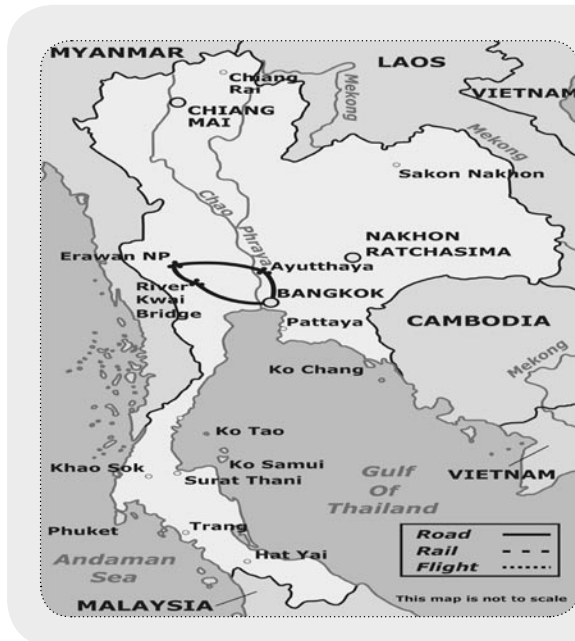 MYANMAR
LAOS
Chiang
Rai
Mekong
VIETNAM
CHIANG
MAI
Mekong
Sakon Nakhon
Chao
Phraya
NAKHON
RATCHASIMA
Erawan NP
Ayutthaya
River
Kwai
Bridge
BANGKOK
Pattaya
CAMBODIA
Mekong
Ko Chang
Ko Tao
Ko Samui
Khao Sok
Surat Thani
Gulf
Of
Thailand
VIETNAM
Phuket
Trang
Andaman
Sea
Hat Yai
MALAYSIA
Road
Rail
Flight
This map is not to scale